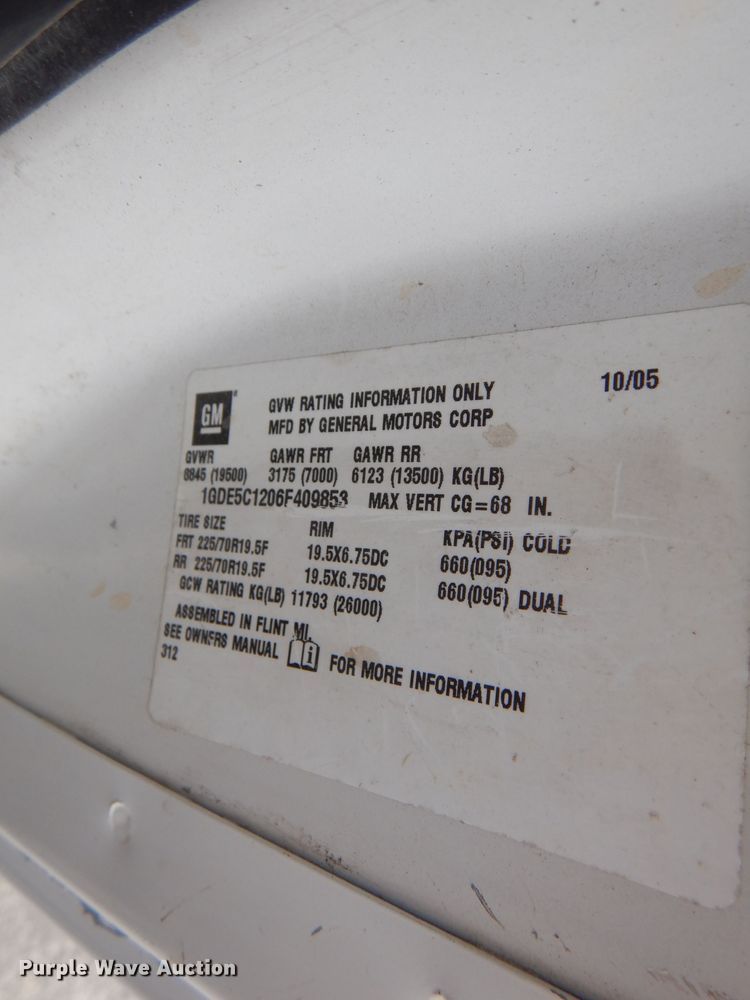 10/05
GM
GVW RATING INFORMATION ONLY
MFD BY GENERAL MOTORS CORP
GVWR GAWR FRT GAWR RR
8845 (19500) 3175 (7000) 6123 (13500) KG(LB)
1GDE5C1206F409853 MAX VERT CG=68 IN.
TIRE SIZE RIM KPA(PSI) COLD
FRT 225/70R19.5F 19.5X6.75DC 660(095)
RR 225/70R19.5F 19.5X6.75DC 660(095) DUAL
GCW RATING KG(LB) 11793 (26000)
ASSEMBLED IN FLINT MI.
SEE OWNERS MANUAL i FOR MORE INFORMATION
312
Purple Wave Auction